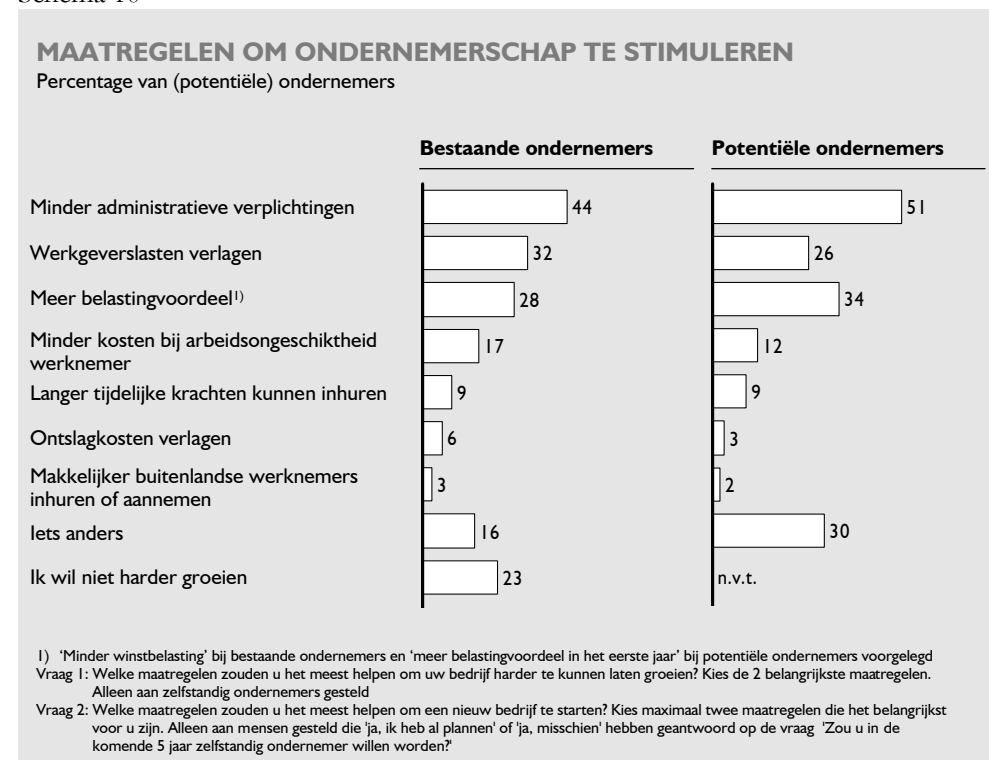 Schema 10
MAATREGELEN OM ONDERNEMERSCHAP TE STIMULEREN
Percentage van (potentiële) ondernemers
Bestaande ondernemers Potentiële ondernemers
Minder administratieve verplichtingen 44 51
Werkgeverslasten verlagen 32 26
Meer belastingvoordeel1) 28 34
Minder kosten bij arbeidsongeschiktheid
werknemer 17 12
Langer tijdelijke krachten kunnen inhuren 9 9
Ontslagkosten verlagen 6 3
Makkelijker buitenlandse werknemers
inhuren of aannemen 3 2
Iets anders 16 30
Ik wil niet harder groeien 23 n.v.t.
1) ‘Minder winstbelasting’ bij bestaande ondernemers en ‘meer belastingvoordeel in het eerste jaar’ bij potentiële ondernemers voorgelegd
Vraag 1: Welke maatregelen zouden u het meest helpen om uw bedrijf harder te kunnen laten groeien? Kies de 2 belangrijkste maatregelen.
Alleen aan zelfstandig ondernemers gesteld
Vraag 2: Welke maatregelen zouden u het meest helpen om een nieuw bedrijf te starten? Kies maximaal twee maatregelen die het belangrijkst
voor u zijn. Alleen aan mensen gesteld die 'ja, ik heb al plannen' of 'ja, misschien' hebben geantwoord op de vraag 'Zou u in de
komende 5 jaar zelfstandig ondernemer willen worden?'